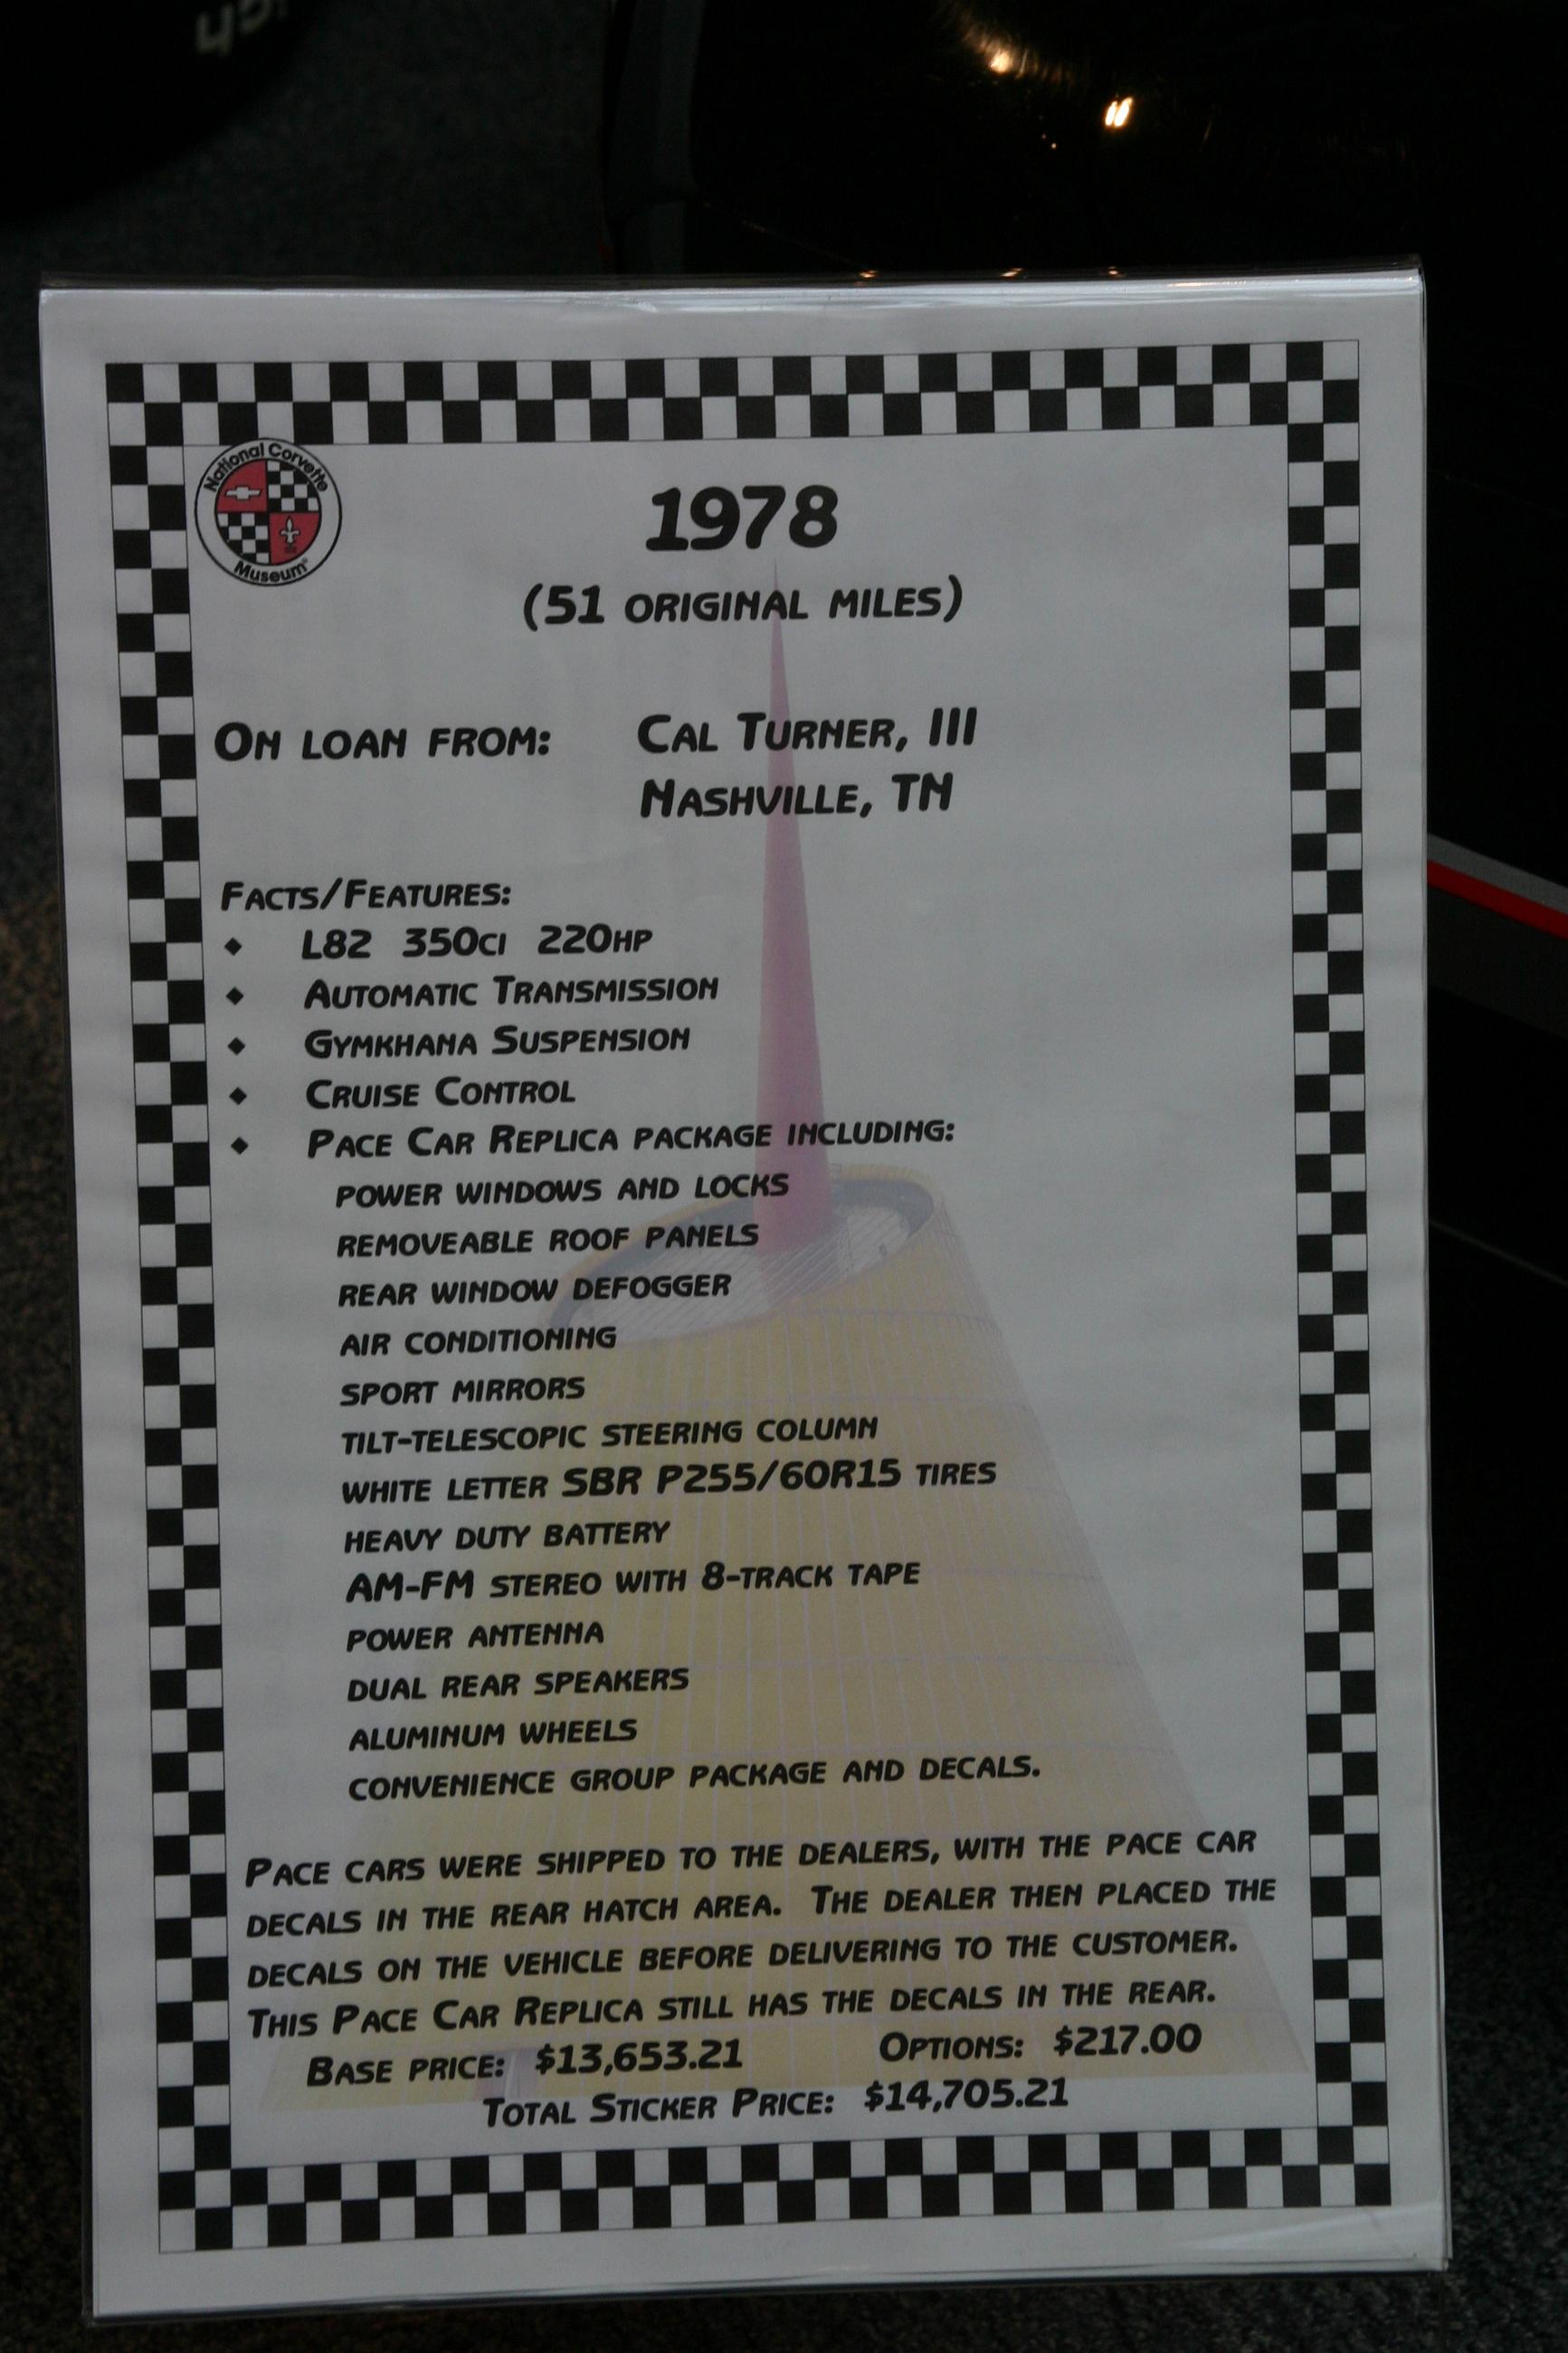 National Corvette
Museum
1978
(51 ORIGINAL MILES)
ON LOAN FROM: CAL TURNER, III
NASHVILLE, TN
FACTS/FEATURES:
◆ L82 350CI 220HP
◆ AUTOMATIC TRANSMISSION
◆ GYMKHANA SUSPENSION
◆ CRUISE CONTROL
◆ PACE CAR REPLICA PACKAGE INCLUDING:
POWER WINDOWS AND LOCKS
REMOVEABLE ROOF PANELS
REAR WINDOW DEFOGGER
AIR CONDITIONING
SPORT MIRRORS
TILT-TELESCOPIC STEERING COLUMN
WHITE LETTER SBR P255/60R15 TIRES
HEAVY DUTY BATTERY
AM-FM STEREO WITH 8-TRACK TAPE
POWER ANTENNA
DUAL REAR SPEAKERS
ALUMINUM WHEELS
CONVENIENCE GROUP PACKAGE AND DECALS.
PACE CARS WERE SHIPPED TO THE DEALERS, WITH THE PACE CAR
DECALS IN THE REAR HATCH AREA. THE DEALER THEN PLACED THE
DECALS ON THE VEHICLE BEFORE DELIVERING TO THE CUSTOMER.
THIS PACE CAR REPLICA STILL HAS THE DECALS IN THE REAR.
BASE PRICE: $13,653.21 OPTIONS: $217.00
TOTAL STICKER PRICE: $14,705.21